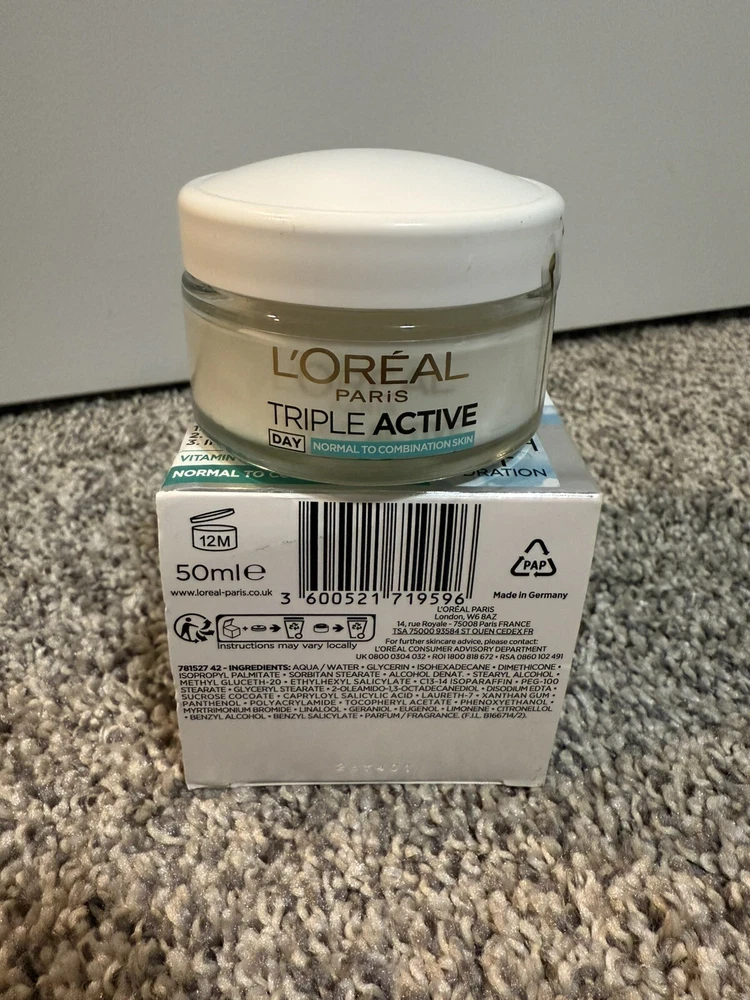 L'ORÉAL
PARiS
TRIPLE ACTIVE
DAY NORMAL TO COMBINATION SKIN
VITAMIN
NORMAL TO
DRATION
12M
50ml e
www.loreal-paris.co.uk
3 600521 719596
PAP
Made in Germany
L'ORÉAL PARIS
London, W6 8AZ
14, rue Royale - 75008 Paris FRANCE
TSA 75000 93584 ST OUEN CEDEX FR
For further skincare advice, please contact:
L'ORÉAL CONSUMER ADVISORY DEPARTMENT
UK 0800 0304 032 • ROI 1800 818 672 • RSA 0860 102 491
Instructions may vary locally
781527 42 - INGREDIENTS: AQUA / WATER • GLYCERIN • ISOHEXADECANE • DIMETHICONE •
ISOPROPYL PALMITATE • SORBITAN STEARATE • ALCOHOL DENAT. • STEARYL ALCOHOL •
METHYL GLUCETH-20 • ETHYLHEXYL SALICYLATE • C13-14 ISOPARAFFIN • PEG-100
STEARATE • GLYCERYL STEARATE • 2-OLEAMIDO-1,3-OCTADECANEDIOL • DISODIUM EDTA •
SUCROSE COCOATE • CAPRYLOYL SALICYLIC ACID • LAURETH-7 • XANTHAN GUM •
PANTHENOL • POLYACRYLAMIDE • TOCOPHERYL ACETATE • PHENOXYETHANOL •
MYRTRIMONIUM BROMIDE • LINALOOL • GERANIOL • EUGENOL • LIMONENE • CITRONELLOL
• BENZYL ALCOHOL • BENZYL SALICYLATE • PARFUM / FRAGRANCE. (F.I.L. B166714/2).